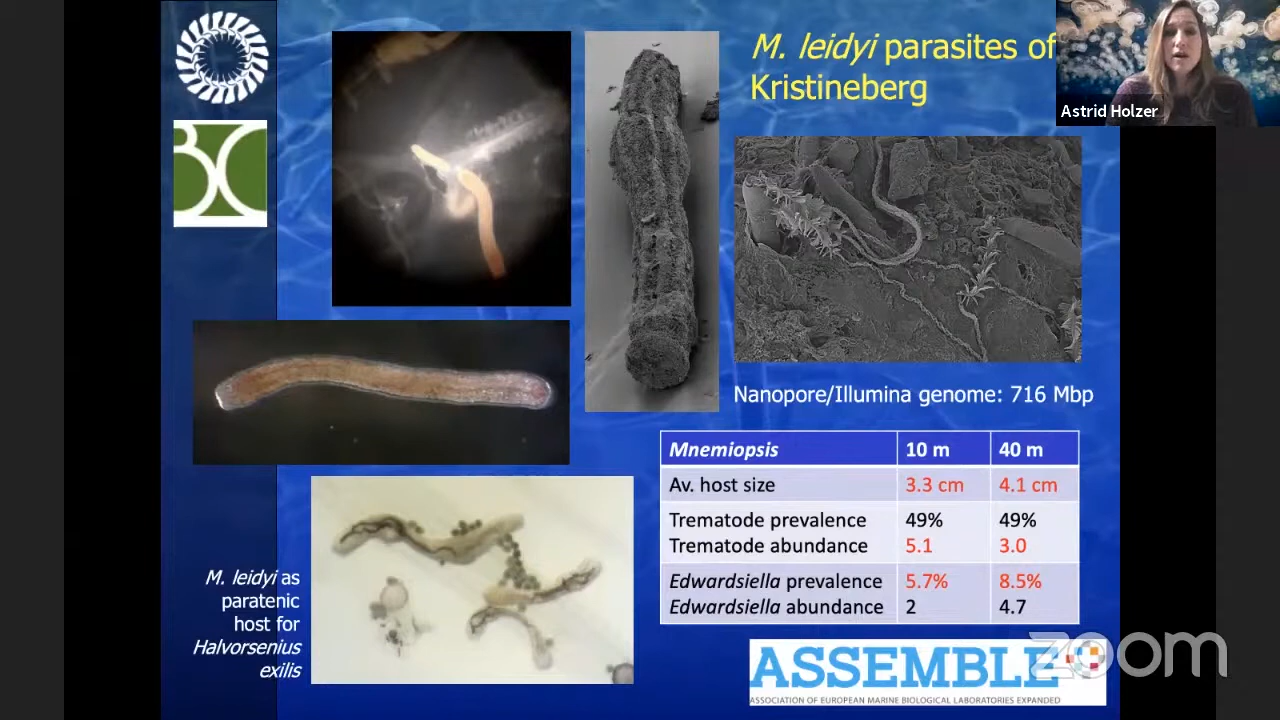 M. leidyi parasites of
Kristineberg
Astrid Holzer
Nanopore/Illumina genome: 716 Mbp
Mnemiopsis 10 m 40 m
Av. host size 3.3 cm 4.1 cm
Trematode prevalence 49% 49%
Trematode abundance 5.1 3.0
Edwardsiella prevalence 5.7% 8.5%
Edwardsiella abundance 2 4.7
M. leidyi as
paratenic
host for
Halvorsenius
exilis
ASSEMBLE
ASSOCIATION OF EUROPEAN MARINE BIOLOGICAL LABORATORIES EXPANDED
zoom